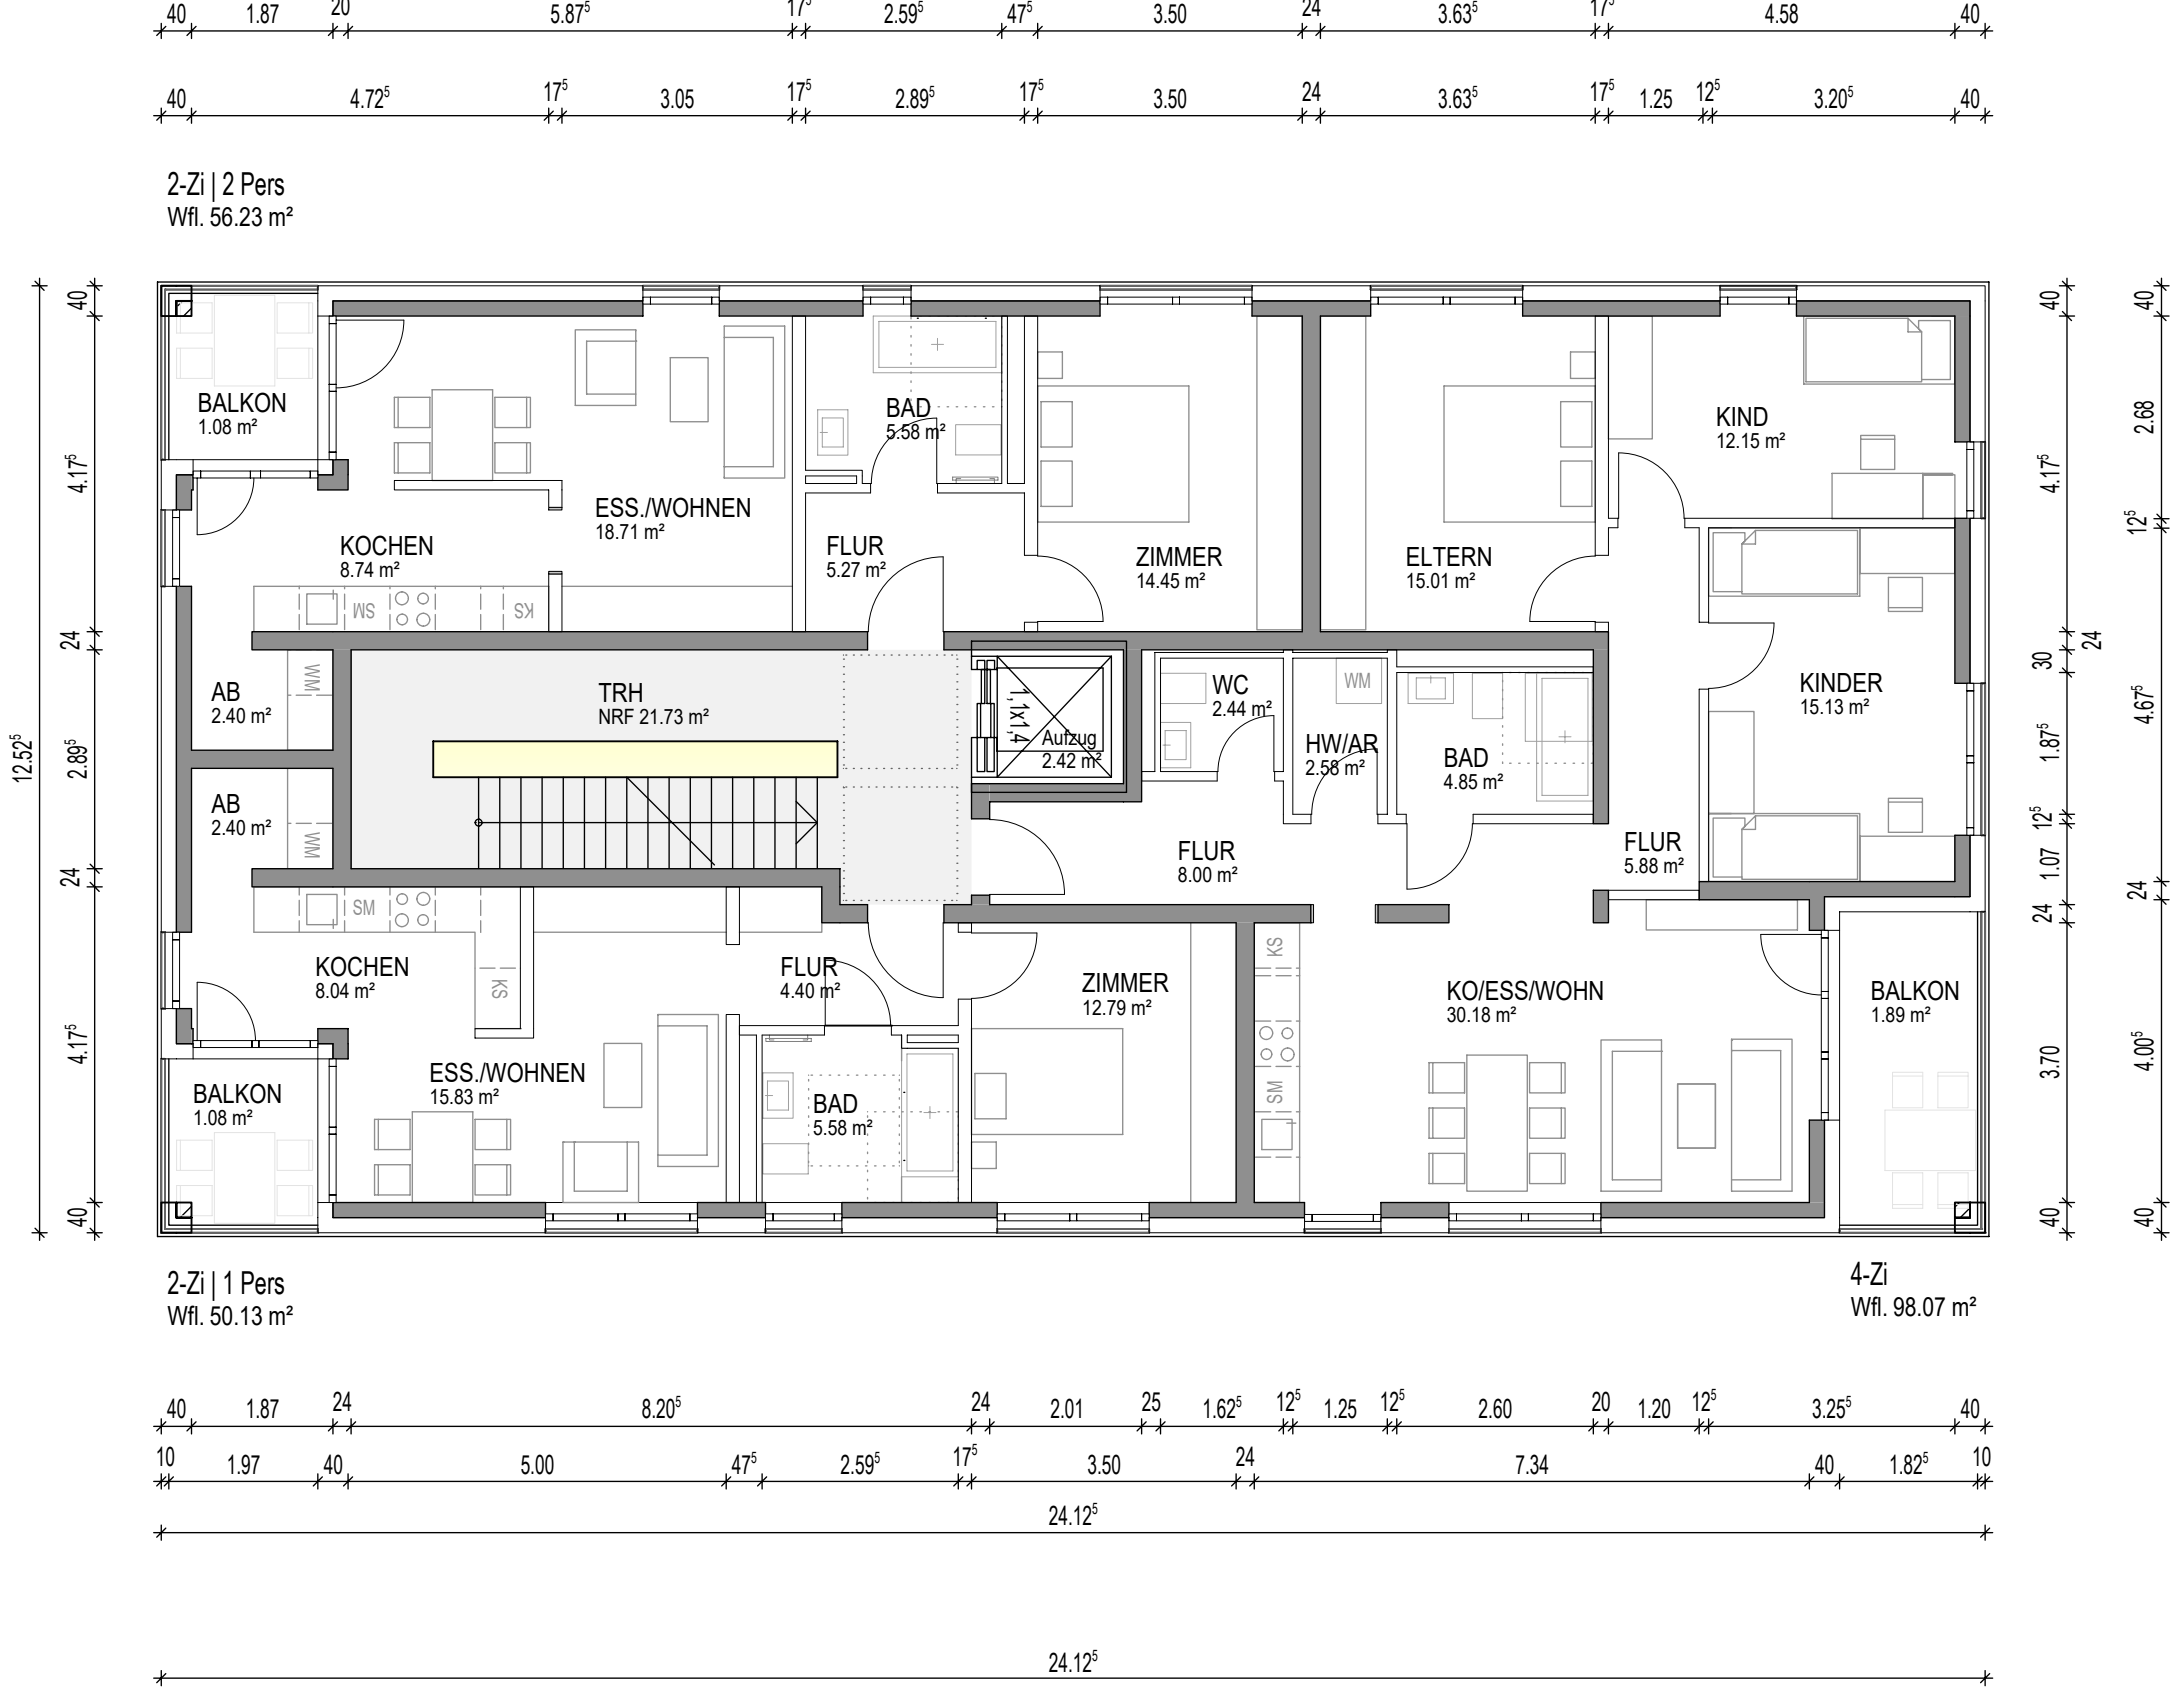 40 1.87 20 5.87⁵ 17⁵ 2.59⁵ 47⁵ 3.50 24 3.63⁵ 17⁵ 4.58 40
40 4.72⁵ 17⁵ 3.05 17⁵ 2.89⁵ 17⁵ 3.50 24 3.63⁵ 17⁵ 1.25 12⁵ 3.20⁵ 40
2-Zi | 2 Pers
Wfl. 56.23 m²
12.52⁵
40 4.17⁵ 24 2.89⁵ 24 4.17⁵ 40
BALKON
1.08 m²
KOCHEN
8.74 m²
SM
KS
ESS./WOHNEN
18.71 m²
BAD
5.58 m²
FLUR
5.27 m²
ZIMMER
14.45 m²
ELTERN
15.01 m²
KIND
12.15 m²
KINDER
15.13 m²
AB
2.40 m²
WM
TRH
NRF 21.73 m²
1,1x1,4
Aufzug
2.42 m²
WC
2.44 m²
WM
HW/AR
2.58 m²
BAD
4.85 m²
AB
2.40 m²
WM
FLUR
8.00 m²
FLUR
5.88 m²
SM
KS
KOCHEN
8.04 m²
FLUR
4.40 m²
ZIMMER
12.79 m²
KS
SM
KO/ESS/WOHN
30.18 m²
BALKON
1.89 m²
BALKON
1.08 m²
ESS./WOHNEN
15.83 m²
BAD
5.58 m²
40 4.17⁵ 24 30 1.87⁵ 12⁵ 1.07 24 3.70 40
40 2.68 12⁵ 4.67⁵ 24 4.00⁵ 40
2-Zi | 1 Pers
Wfl. 50.13 m²
4-Zi
Wfl. 98.07 m²
40 1.87 24 8.20⁵ 24 2.01 25 1.62⁵ 12⁵ 1.25 12⁵ 2.60 20 1.20 12⁵ 3.25⁵ 40
10 1.97 40 5.00 47⁵ 2.59⁵ 17⁵ 3.50 24 7.34 40 1.82⁵ 10
24.12⁵
24.12⁵